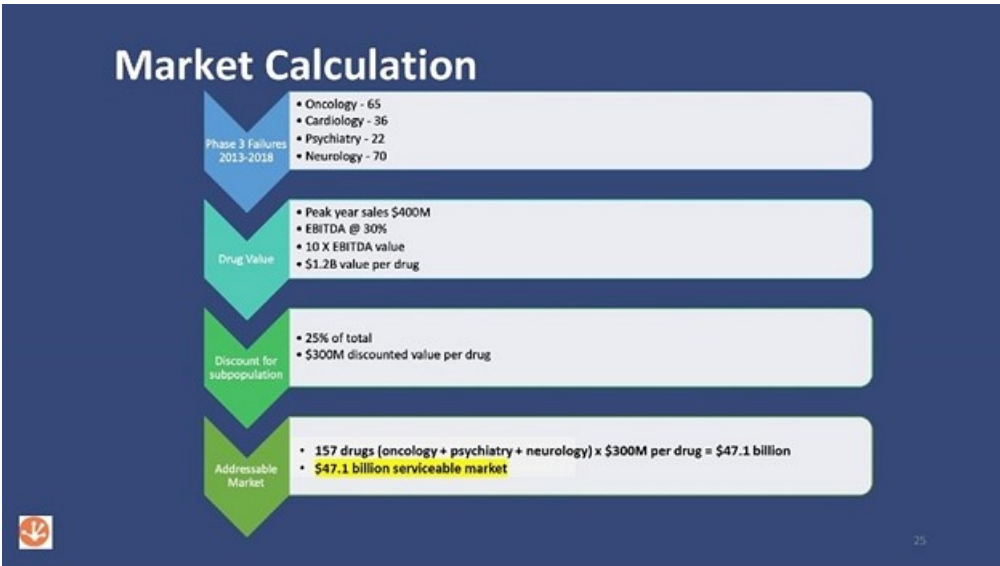 Market Calculation
Phase 3 Failures
2013-2018
• Oncology - 65
• Cardiology - 36
• Psychiatry - 22
• Neurology - 70
Drug Value
• Peak year sales $400M
• EBITDA @ 30%
• 10 X EBITDA value
• $1.2B value per drug
Discount for
subpopulation
• 25% of total
• $300M discounted value per drug
Addressable
Market
• 157 drugs (oncology + psychiatry + neurology) x $300M per drug = $47.1 billion
• $47.1 billion serviceable market
25